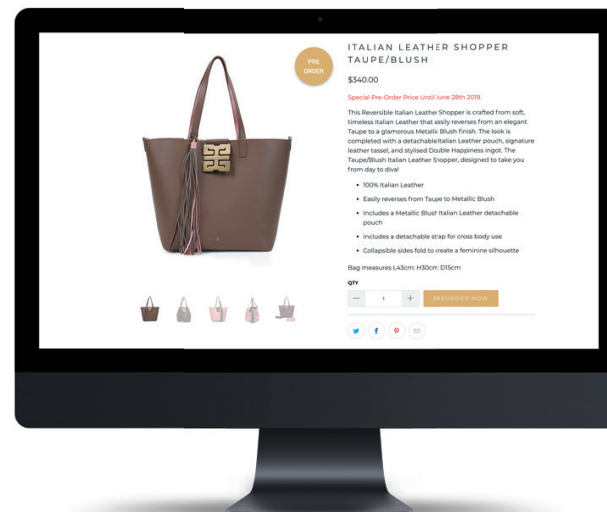 PRE
ORDER
ITALIAN LEATHER SHOPPER
TAUPE/BLUSH
$340.00
Special Pre-Order Price Until June 28th 2019.
This Reversible Italian Leather Shopper is crafted from soft,
timeless Italian Leather that easily reverses from an elegant
Taupe to a glamorous Metallic Blush finish. The look is
completed with a detachable Italian Leather pouch, signature
leather tassel, and stylised Double Happiness ingot. The
Taupe/Blush Italian Leather Shopper, designed to take you
from day to diva!
• 100% Italian Leather
• Easily reverses from Taupe to Metallic Blush
• Includes a Metallic Blush Italian Leather detachable
pouch
• Includes a detachable strap for cross body use
• Collapsible sides fold to create a feminine silhouette
Bag measures L43cm: H30cm: D15cm
QTY
— 1 + PREORDER NOW